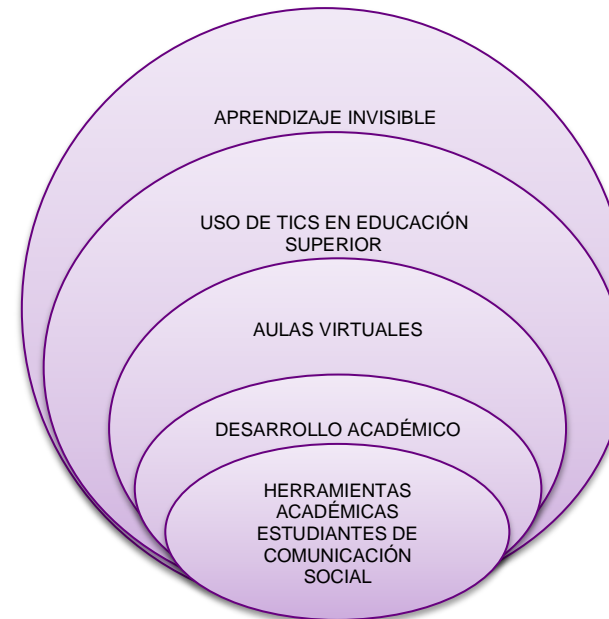 APRENDIZAJE INVISIBLE
USO DE TICS EN EDUCACIÓN
SUPERIOR
AULAS VIRTUALES
DESARROLLO ACADÉMICO
HERRAMIENTAS
ACADÉMICAS
ESTUDIANTES DE
COMUNICACIÓN
SOCIAL